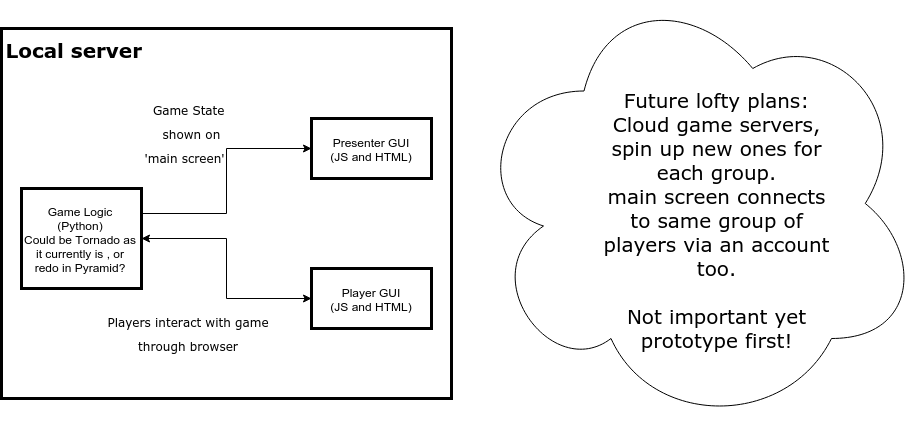 Local server
Game State
shown on
'main screen'
Presenter GUI
(JS and HTML)
Game Logic
(Python)
Could be Tornado as
it currently is , or
redo in Pyramid?
Player GUI
(JS and HTML)
Players interact with game
through browser
Future lofty plans:
Cloud game servers,
spin up new ones for
each group.
main screen connects
to same group of
players via an account
too.
Not important yet
prototype first!